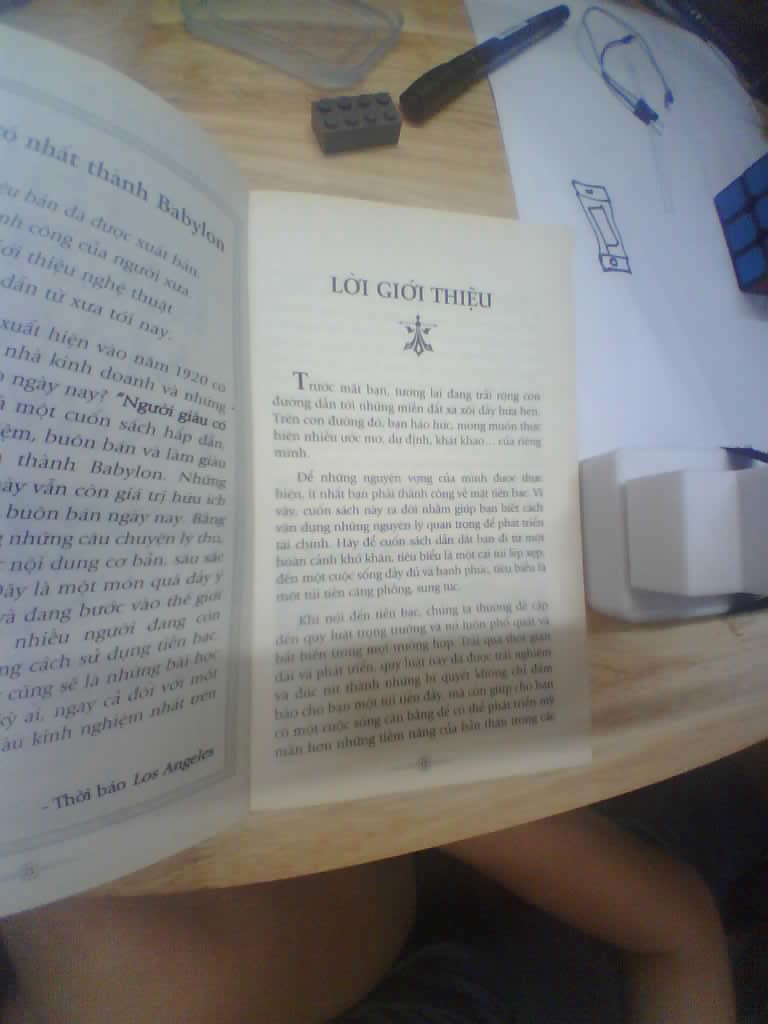 có nhất thành Babylon
ệu bán đã được xuất bản.
nh công của người xưa
ới thiệu nghệ thuật
dẫn từ xưa tới nay.
xuất hiện vào năm 1920 có
nhà kinh doanh và những
ngày nay? "Người giàu có
một cuốn sách hấp dẫn,
ệm, buôn bán và làm giàu
thành Babylon. Những
này vẫn còn giá trị hữu ích
buôn bán ngày nay. Bằng
những câu chuyện lý thú,
nội dung cơ bản, sâu sắc
Đây là một món quà đầy ý
và đang bước vào thế giới
nhiều người đang còn
ng cách sử dụng tiền bạc.
cũng sẽ là những bài học
kỳ ai, ngay cả đối với một
àu kinh nghiệm nhất trên
- Thời báo Los Angeles
LỜI GIỚI THIỆU
Trước mắt bạn, tương lai đang trải rộng con
đường dẫn tới những miền đất xa xôi đầy hứa hẹn.
Trên con đường đó, bạn háo hức, mong muốn thực
hiện nhiều ước mơ, dự định, khát khao... của riêng
mình.
Để những nguyện vọng của mình được thực
hiện, ít nhất bạn phải thành công về mặt tiền bạc. Vì
vậy, cuốn sách này ra đời nhằm giúp bạn biết cách
vận dụng những nguyên lý quan trọng để phát triển
tài chính. Hãy để cuốn sách dẫn dắt bạn đi từ một
hoàn cảnh khó khăn, tiêu biểu là một cái túi lép xẹp,
đến một cuộc sống đầy đủ và hạnh phúc, tiêu biểu là
một túi tiền căng phồng, sung túc.
Khi nói đến tiền bạc, chúng ta thường đề cập
đến quy luật trọng trường và nó luôn phổ quát và
bất biến trong mọi trường hợp. Trải qua thời gian
dài và phát triển, quy luật này đã được trải nghiệm
và đúc rút thành những bí quyết không chỉ đảm
bảo cho bạn một túi tiền đầy, mà còn giúp cho bạn
có một cuộc sống cân bằng để có thể phát triển mỹ
mãn hơn những tiềm năng của bản thân trong các